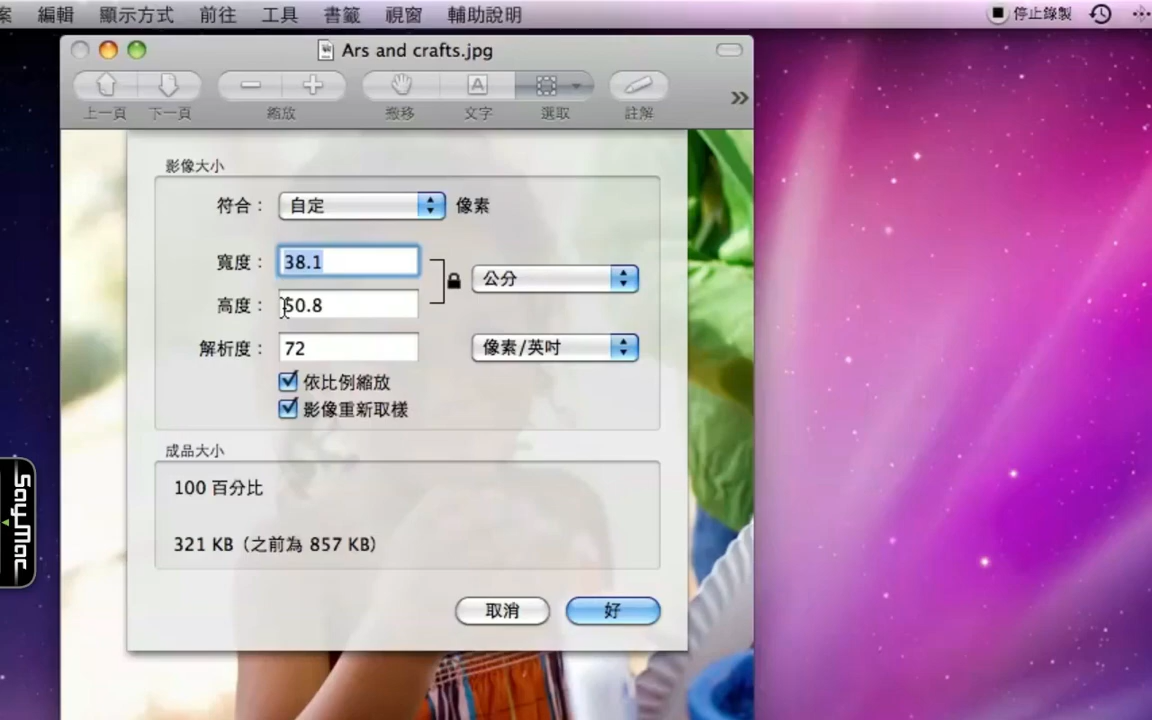 案 編輯 顯示方式 前往 工具 書籤 視窗 輔助說明 停止錄製
Ars and crafts.jpg
上一頁 下一頁 縮放 搬移 文字 選取 註解
影像大小
符合： 自定 像素
寬度： 38.1
公分
高度： 50.8
解析度： 72 像素/英吋
依比例縮放
影像重新取樣
成品大小
100 百分比
321 KB（之前為 857 KB）
取消 好
SayMac